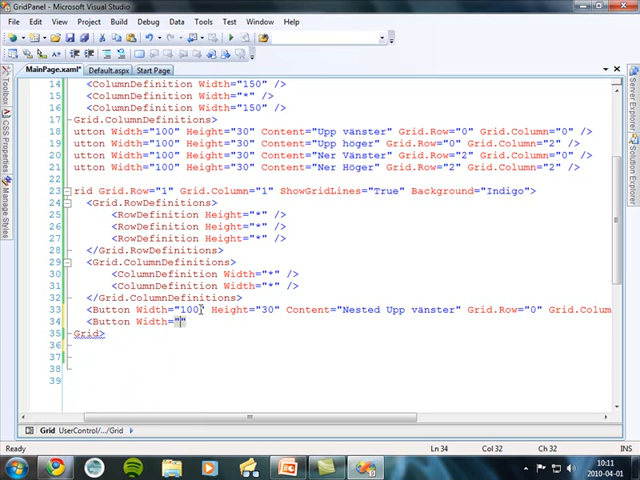 GridPanel - Microsoft Visual Studio
File Edit View Project Build Debug Data Tools Test Window Help
MainPage.xaml* Default.aspx Start Page
14 <ColumnDefinition Width="150" />
15 <ColumnDefinition Width="*" />
16 <ColumnDefinition Width="150" />
17 Grid.ColumnDefinitions>
18 utton Width="100" Height="30" Content="Upp vänster" Grid.Row="0" Grid.Column="0" />
19 utton Width="100" Height="30" Content="Upp höger" Grid.Row="0" Grid.Column="2" />
20 utton Width="100" Height="30" Content="Ner Vänster" Grid.Row="2" Grid.Column="0" />
21 utton Width="100" Height="30" Content="Ner Höger" Grid.Row="2" Grid.Column="2" />
22
23 rid Grid.Row="1" Grid.Column="1" ShowGridLines="True" Background="Indigo">
24 <Grid.RowDefinitions>
25 <RowDefinition Height="*" />
26 <RowDefinition Height="*" />
27 <RowDefinition Height="*" />
28 </Grid.RowDefinitions>
29 <Grid.ColumnDefinitions>
30 <ColumnDefinition Width="*" />
31 <ColumnDefinition Width="*" />
32 </Grid.ColumnDefinitions>
33 <Button Width="100" Height="30" Content="Nested Upp vänster" Grid.Row="0" Grid.Colum
34 <Button Width=""
35 Grid>
36
37
38
39
Toolbox
CSS Properties
Manage Styles
Server Explorer
Solution Explorer
Grid UserControl/.../Grid
Ready Ln 34 Col 32 Ch 32 INS
10:11
2010-04-01